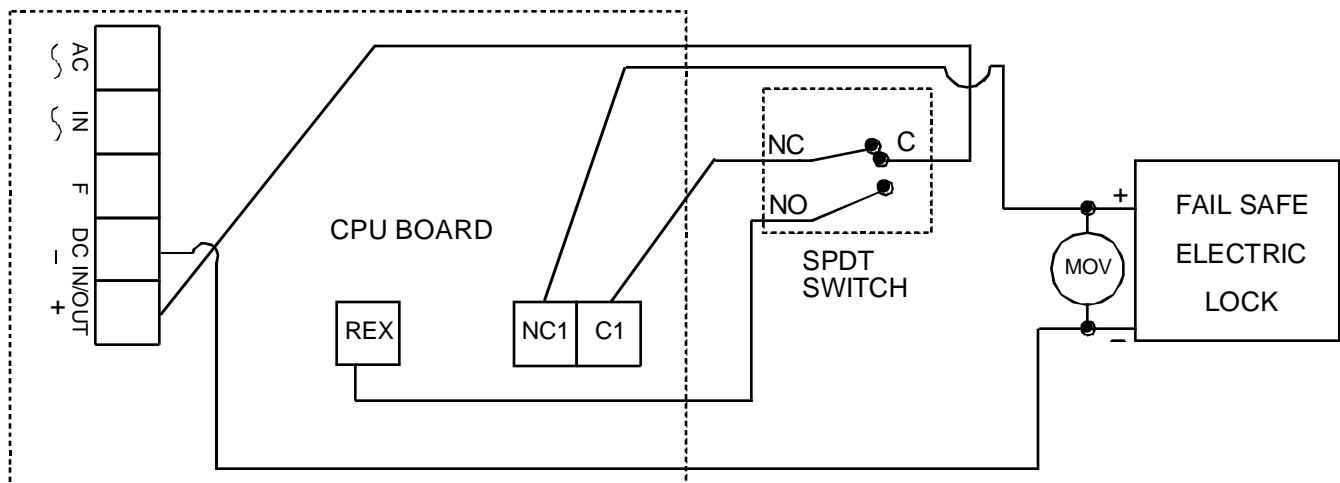 AC
IN
F
DC IN/OUT
–
+
CPU BOARD
REX
NC1
C1
NC
C
NO
SPDT
SWITCH
+
MOV
–
FAIL SAFE
ELECTRIC
LOCK